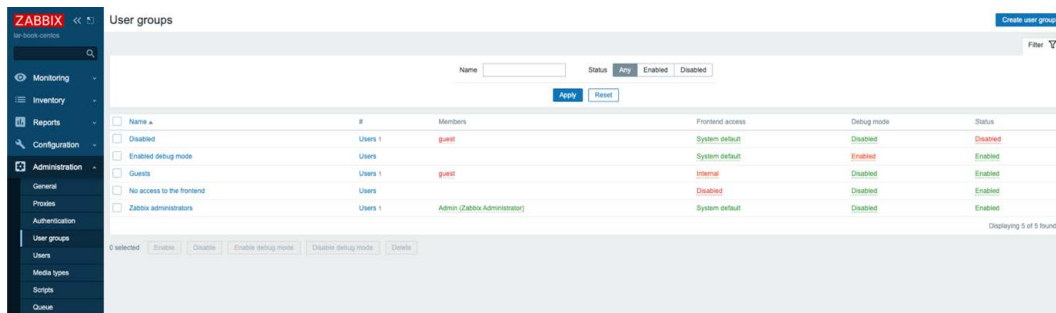 ZABBIX
lar-book-centos
Monitoring
Inventory
Reports
Configuration
Administration
General
Proxies
Authentication
User groups
Users
Media types
Scripts
Queue
User groups
Create user group
Filter
Name Status Any Enabled Disabled
Apply Reset
Name # Members Frontend access Debug mode Status
Disabled Users 1 guest System default Disabled Disabled
Enabled debug mode Users System default Enabled Enabled
Guests Users 1 guest Internal Disabled Enabled
No access to the frontend Users Disabled Disabled Enabled
Zabbix administrators Users 1 Admin (Zabbix Administrator) System default Disabled Enabled
Displaying 5 of 5 found
0 selected Enable Disable Enable debug mode Disable debug mode Delete